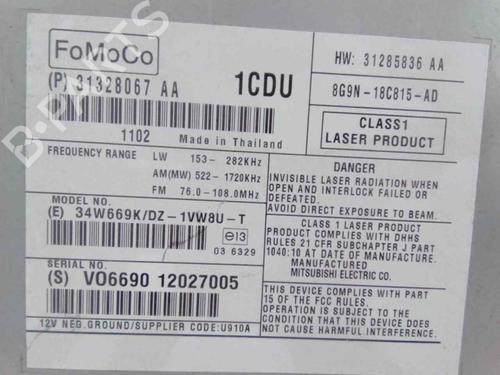 FoMoCo
(P) 31328067 AA
1CDU
HW: 31285836 AA
8G9N-18C815-AD
1102
Made in Thailand
CLASS1
LASER PRODUCT
FREQUENCY RANGE LW 153- 282KHz
AM(MW) 522-1720KHz
FM 76.0-108.0MHz
DANGER
INVISIBLE LASER RADIATION WHEN
OPEN AND INTERLOCK FAILED OR
DEFEATED.
AVOID DIRECT EXPOSURE TO BEAM.
MODEL NO.
(E) 34W669K/DZ-1VW8U-T
e13
03 6329
CLASS 1 LASER PRODUCT
PRODUCT COMPLIES WITH DHHS
RULES 21 CFR SUBCHAPTER J PART
1040:10 AT DATE OF MANUFACTURE.
MANUFACTURED
MITSUBISHI ELECTRIC CO.
SERIAL NO.
(S) VO6690 12027005
THIS DEVICE COMPLIES WITH PART
15 OF THE FCC RULES.
OPERATION IS SUBJECT TO THE
CONDITION THAT THIS DEVICE DOES
NOT CAUSE HARMFUL INTERFERENCE.
12V NEG.GROUND/SUPPLIER CODE:U910A
B-PARTS